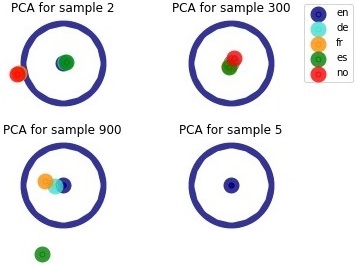 PCA for sample 2
PCA for sample 300
en
de
fr
es
no
PCA for sample 900
PCA for sample 5